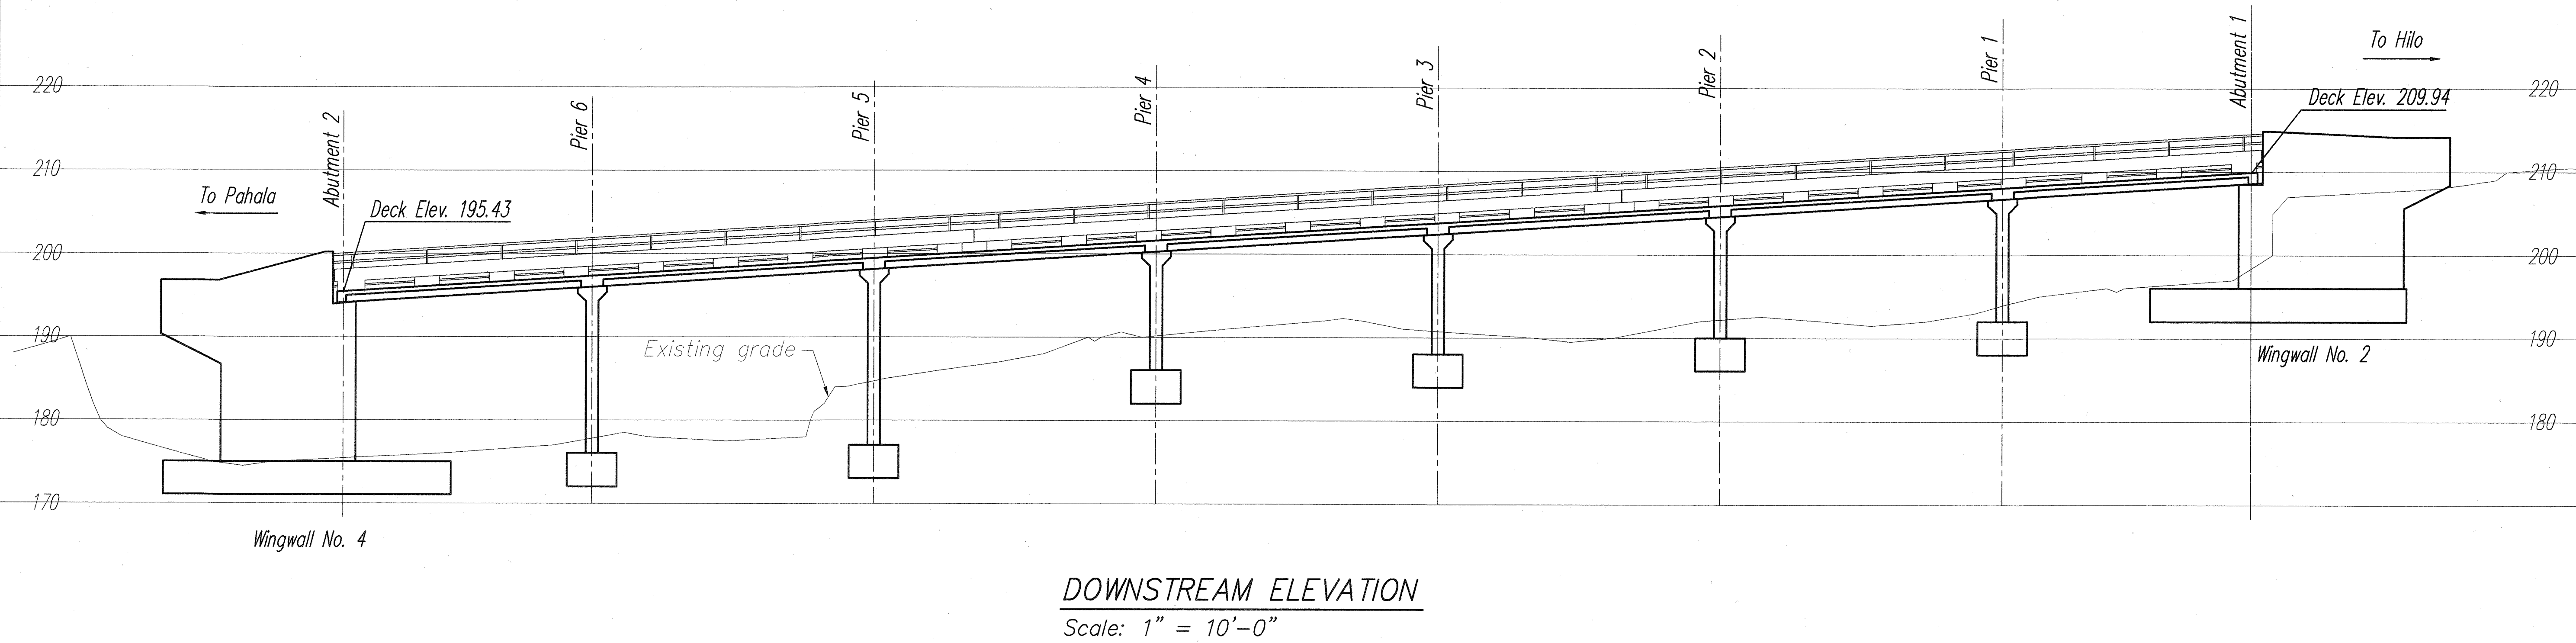 To Hilo
Abutment 1
Pier 1
Pier 2
Pier 3
Pier 4
Pier 5
Pier 6
Abutment 2
220
220
Deck Elev. 209.94
210
210
To Pahala
Deck Elev. 195.43
200
200
190
190
Existing grade
Wingwall No. 2
180
180
170
Wingwall No. 4
DOWNSTREAM ELEVATION
Scale: 1" = 10'-0"